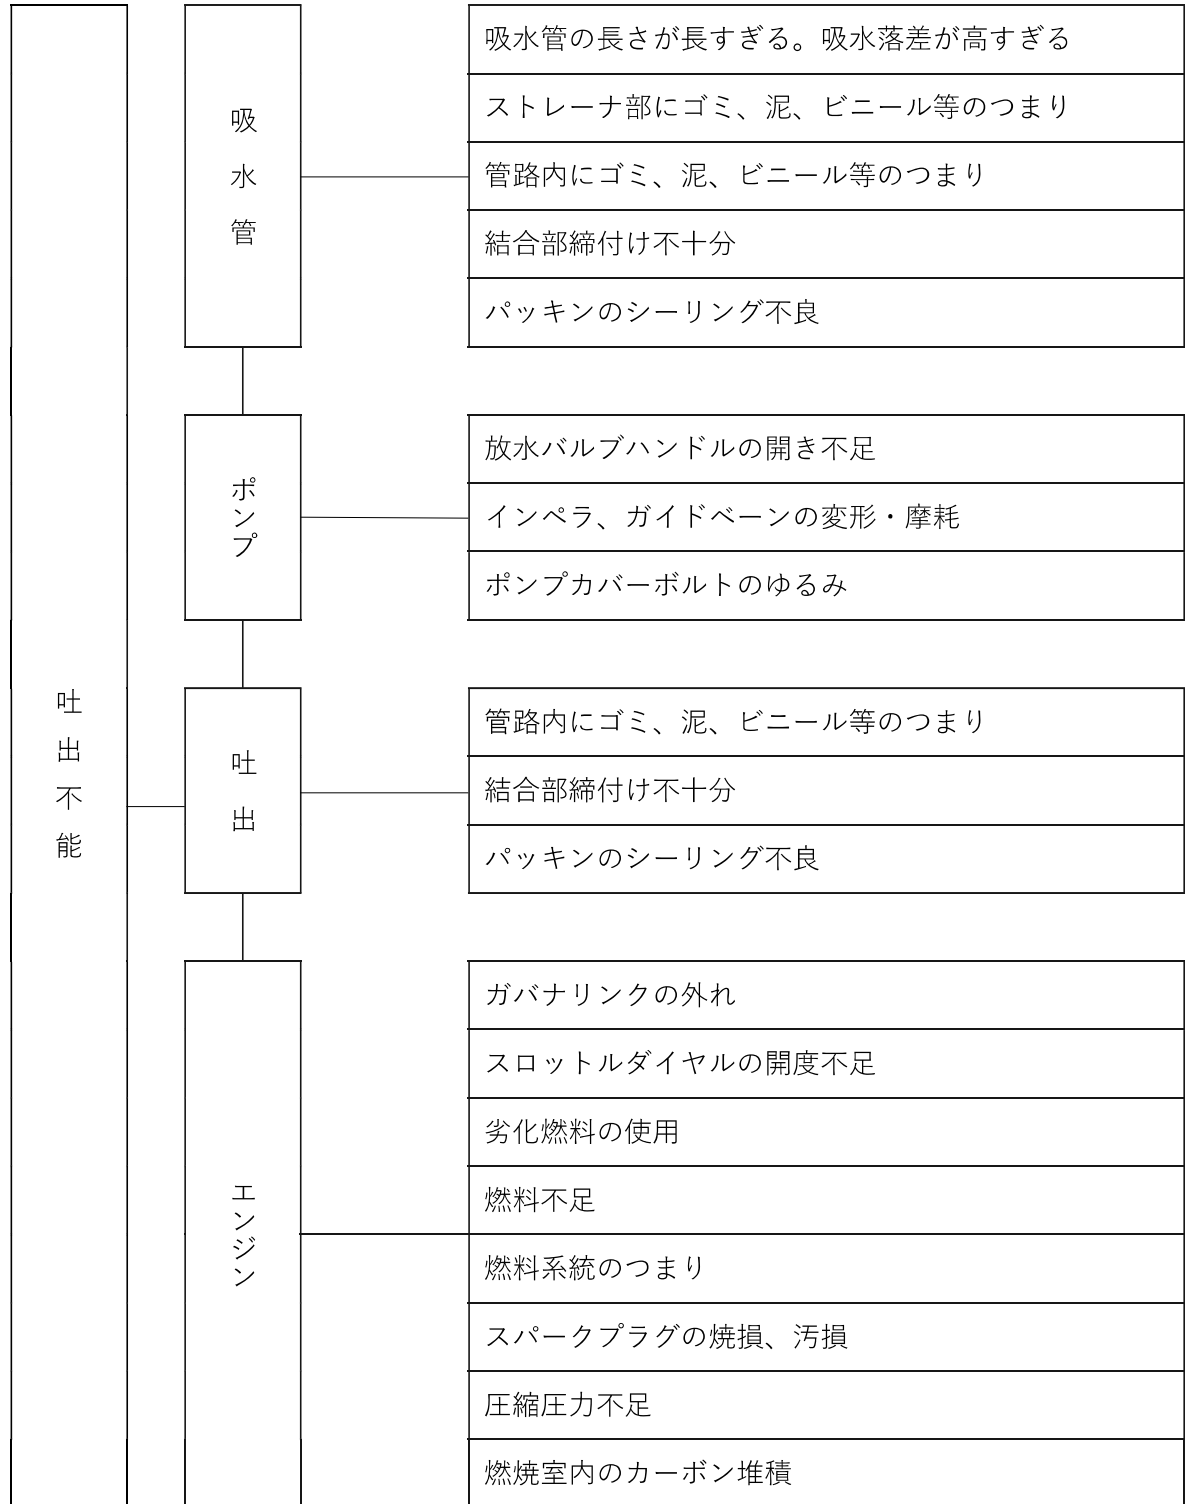 吐出不能
吸水管
吸水管の長さが長すぎる。吸水落差が高すぎる
ストレーナ部にゴミ、泥、ビニール等のつまり
管路内にゴミ、泥、ビニール等のつまり
結合部締付け不十分
パッキンのシーリング不良
ポンプ
放水バルブハンドルの開き不足
インペラ、ガイドベーンの変形・摩耗
ポンプカバーボルトのゆるみ
吐出
管路内にゴミ、泥、ビニール等のつまり
結合部締付け不十分
パッキンのシーリング不良
エンジン
ガバナリンクの外れ
スロットルダイヤルの開度不足
劣化燃料の使用
燃料不足
燃料系統のつまり
スパークプラグの焼損、汚損
圧縮圧力不足
燃焼室内のカーボン堆積